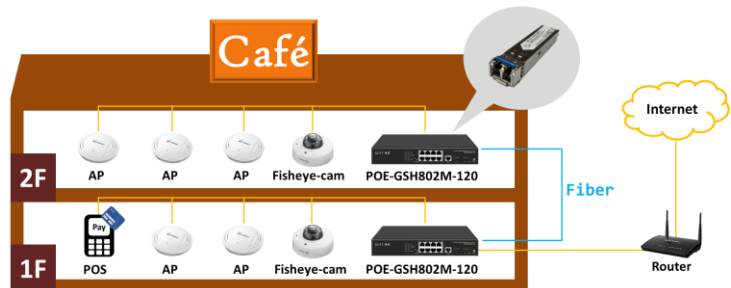 Café
Internet
2F
AP
AP
AP
Fisheye-cam
POE-GSH802M-120
Fiber
Pay
1F
POS
AP
AP
Fisheye-cam
POE-GSH802M-120
Router